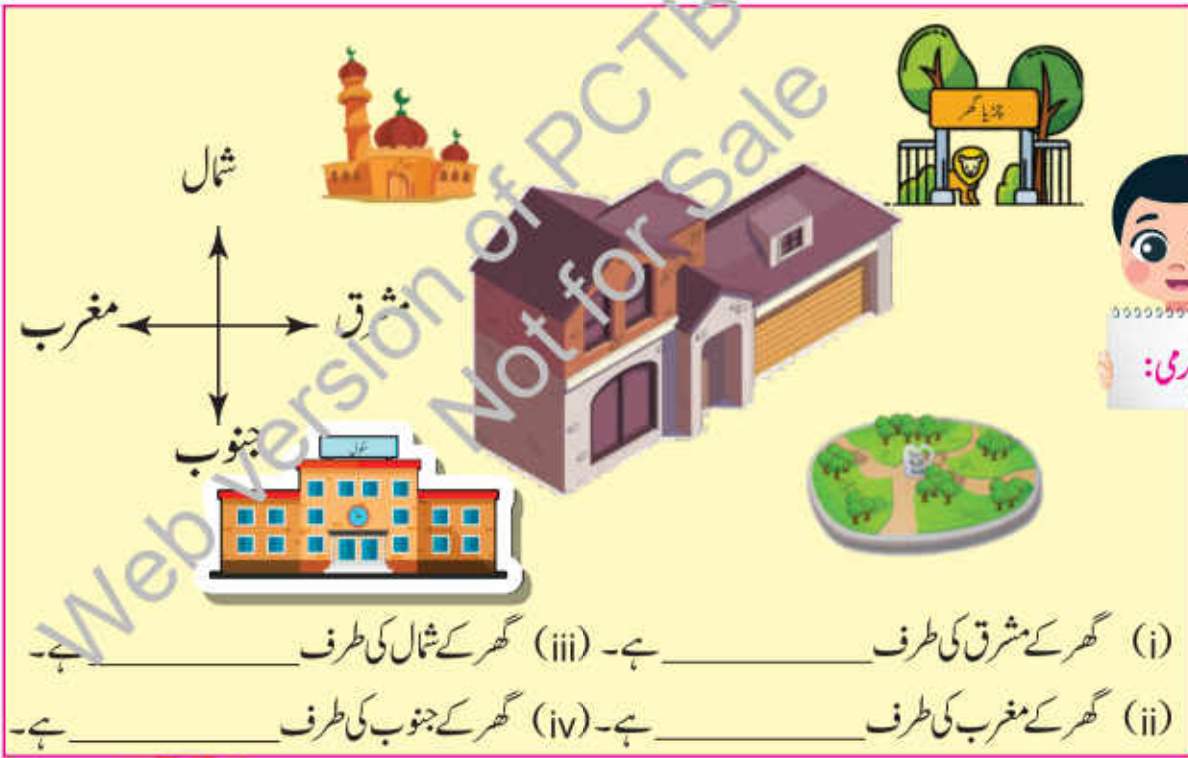 Web version of PCTB
Not for Sale
چڑیا گھر
شمال
مغرب
مشرق
جنوب
سکول
رمی:
(i) گھر کے مشرق کی طرف __________ ہے۔ (iii) گھر کے شمال کی طرف __________ ہے۔
(ii) گھر کے مغرب کی طرف __________ ہے۔ (iv) گھر کے جنوب کی طرف __________ ہے۔